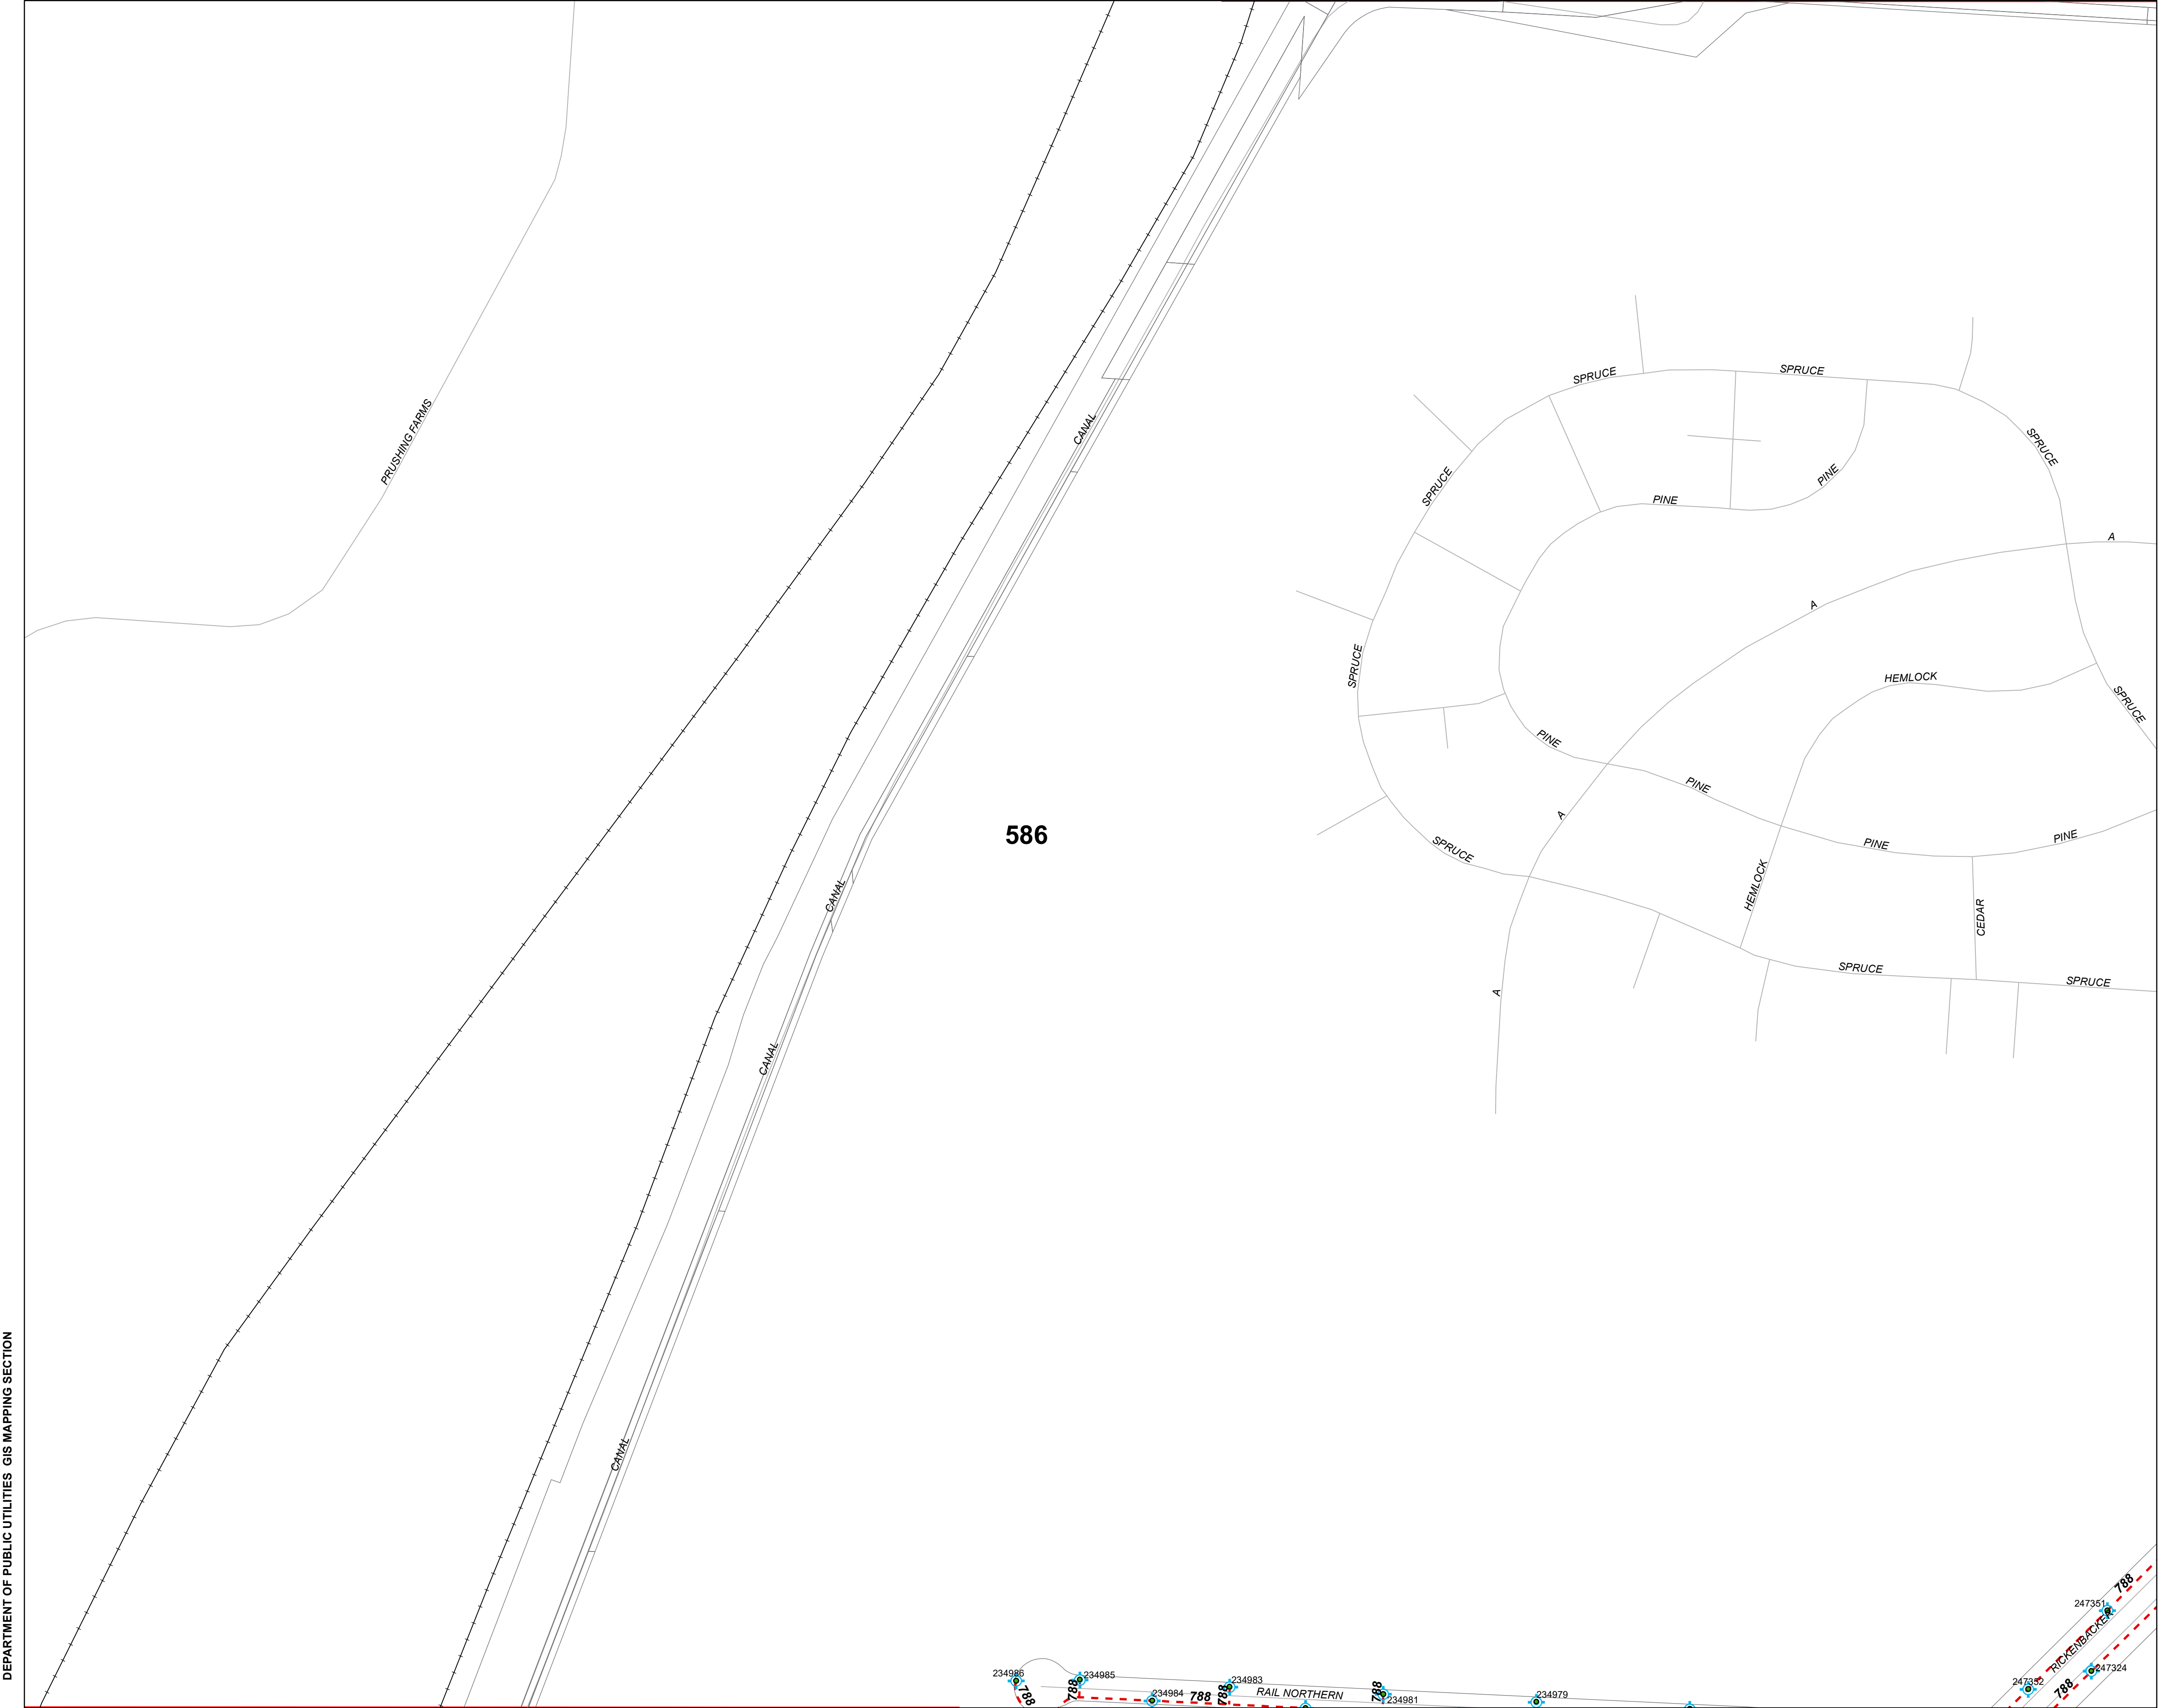 SPRUCE
SPRUCE
PRUSHING FARMS
CANAL
SPRUCE
SPRUCE
PINE
PINE
A
A
SPRUCE
HEMLOCK
SPRUCE
PINE
PINE
A
586
SPRUCE
PINE
PINE
HEMLOCK
CANAL
CEDAR
SPRUCE
SPRUCE
A
CANAL
CANAL
DEPARTMENT OF PUBLIC UTILITIES GIS MAPPING SECTION
788
247351
RICKENBACKER
247324
247352
788
234986
788
234985
788
234984
788
234983
788
RAIL NORTHERN
788
234981
234979